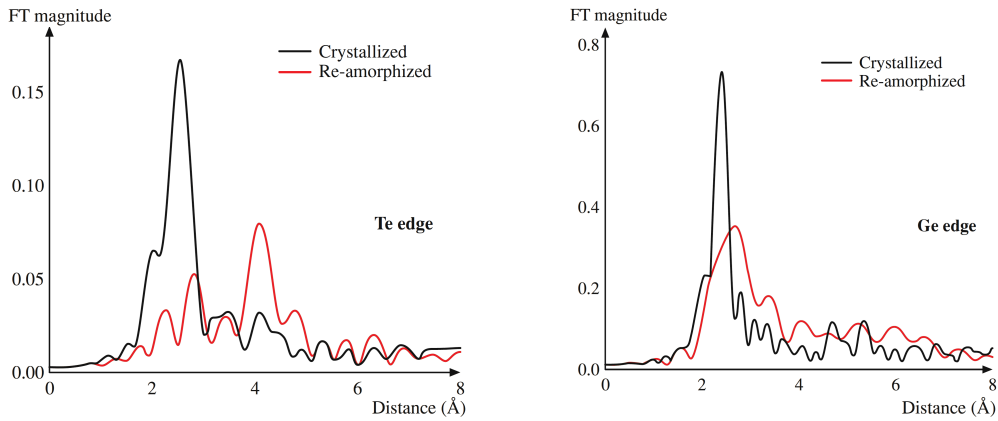 FT magnitude
Crystallized
Re-amorphized
0.15
0.10
0.05
0.00
Te edge
0 2 4 6 8
Distance (Å)
FT magnitude
0.8
Crystallized
Re-amorphized
0.6
0.4
0.2
0.0
Ge edge
0 2 4 6 8
Distance (Å)